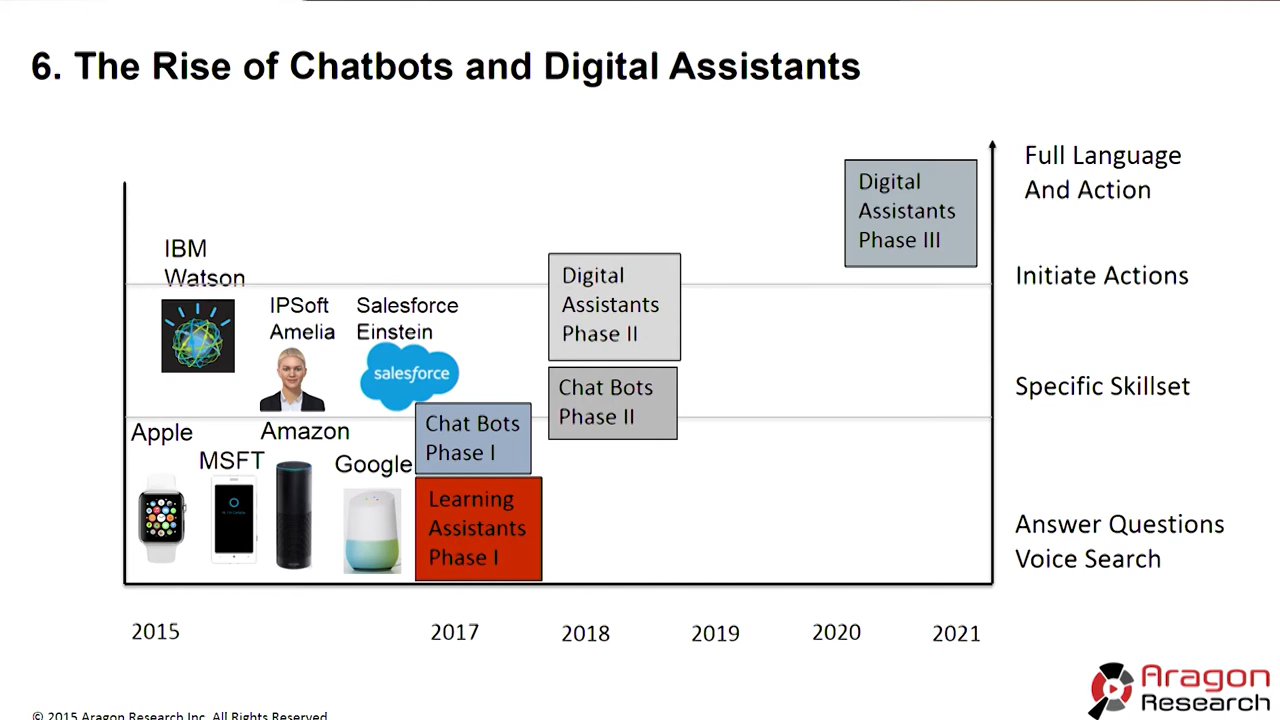 6. The Rise of Chatbots and Digital Assistants
Full Language
And Action
Digital
Assistants
Phase III
IBM
Watson
Digital
Assistants
Phase II
Initiate Actions
IPSoft
Amelia
Salesforce
Einstein
salesforce
Chat Bots
Phase II
Specific Skillset
Apple
MSFT
Amazon
Google
Chat Bots
Phase I
Learning
Assistants
Phase I
Answer Questions
Voice Search
2015
2017
2018
2019
2020
2021
Aragon
Research
© 2015 Aragon Research Inc. All Rights Reserved